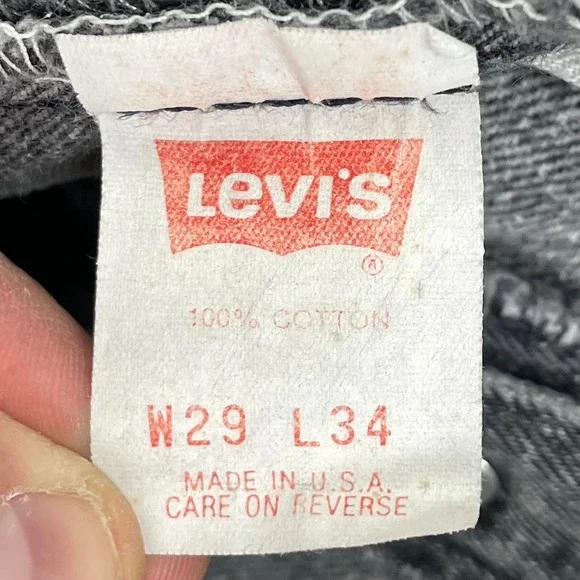 Levi's
®
100% COTTON
W29 L34
MADE IN U.S.A.
CARE ON REVERSE